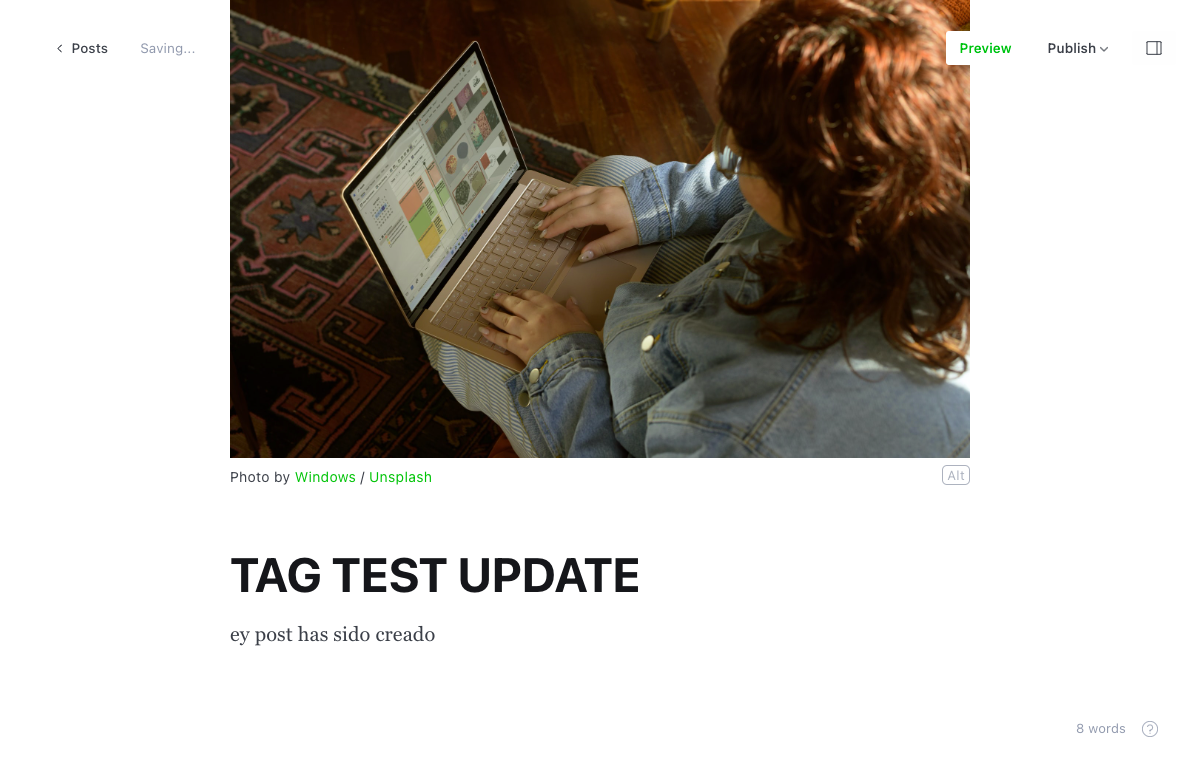 Posts
Saving...
Preview
Publish
Photo by Windows / Unsplash
Alt
TAG TEST UPDATE
ey post has sido creado
8 words
?